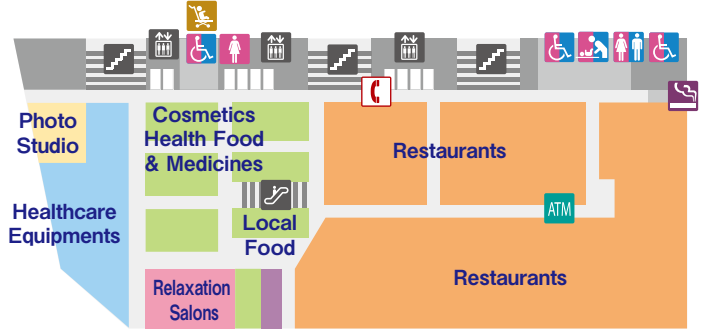 Photo
Studio
Cosmetics
Health Food
& Medicines
Restaurants
Healthcare
Equipments
Local
Food
ATM
Relaxation
Salons
Restaurants